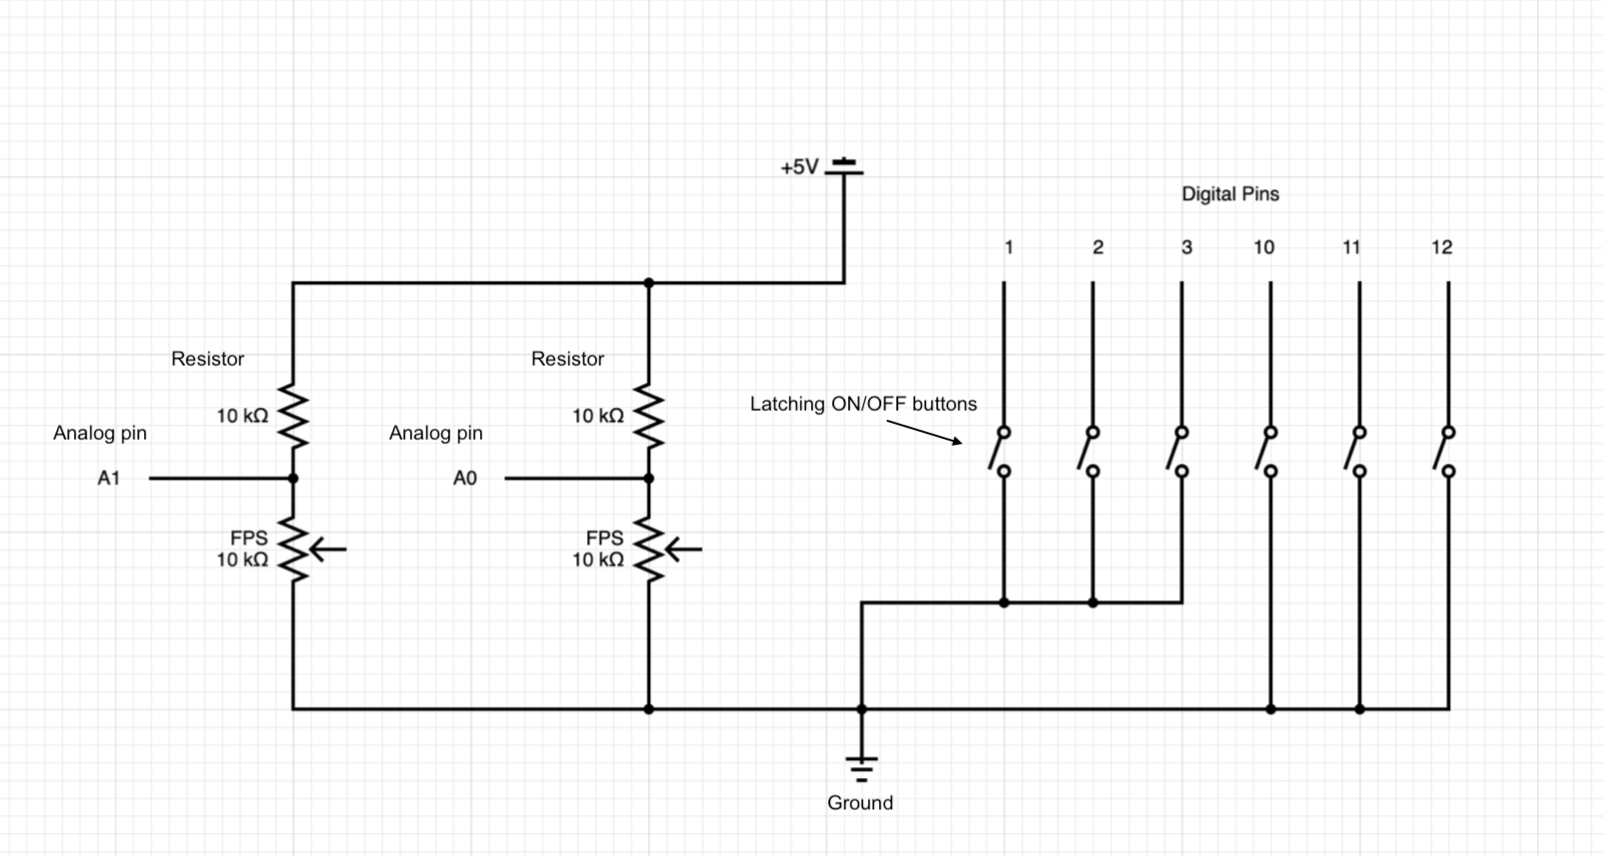 +5V
Digital Pins
1 2 3 10 11 12
Resistor
10 kΩ
Analog pin
A1
FPS
10 kΩ
Resistor
10 kΩ
Analog pin
A0
FPS
10 kΩ
Latching ON/OFF buttons
Ground